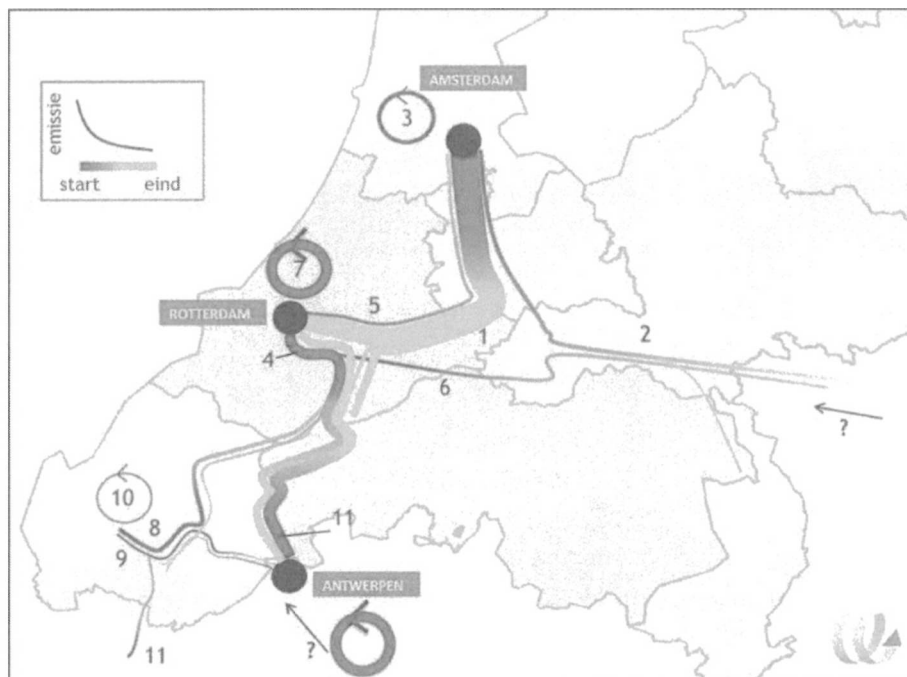 AMSTERDAM
emissie
start eind
3
7
ROTTERDAM
5
1
2
4
6
?
10
8
9
11
11
ANTWERPEN
?